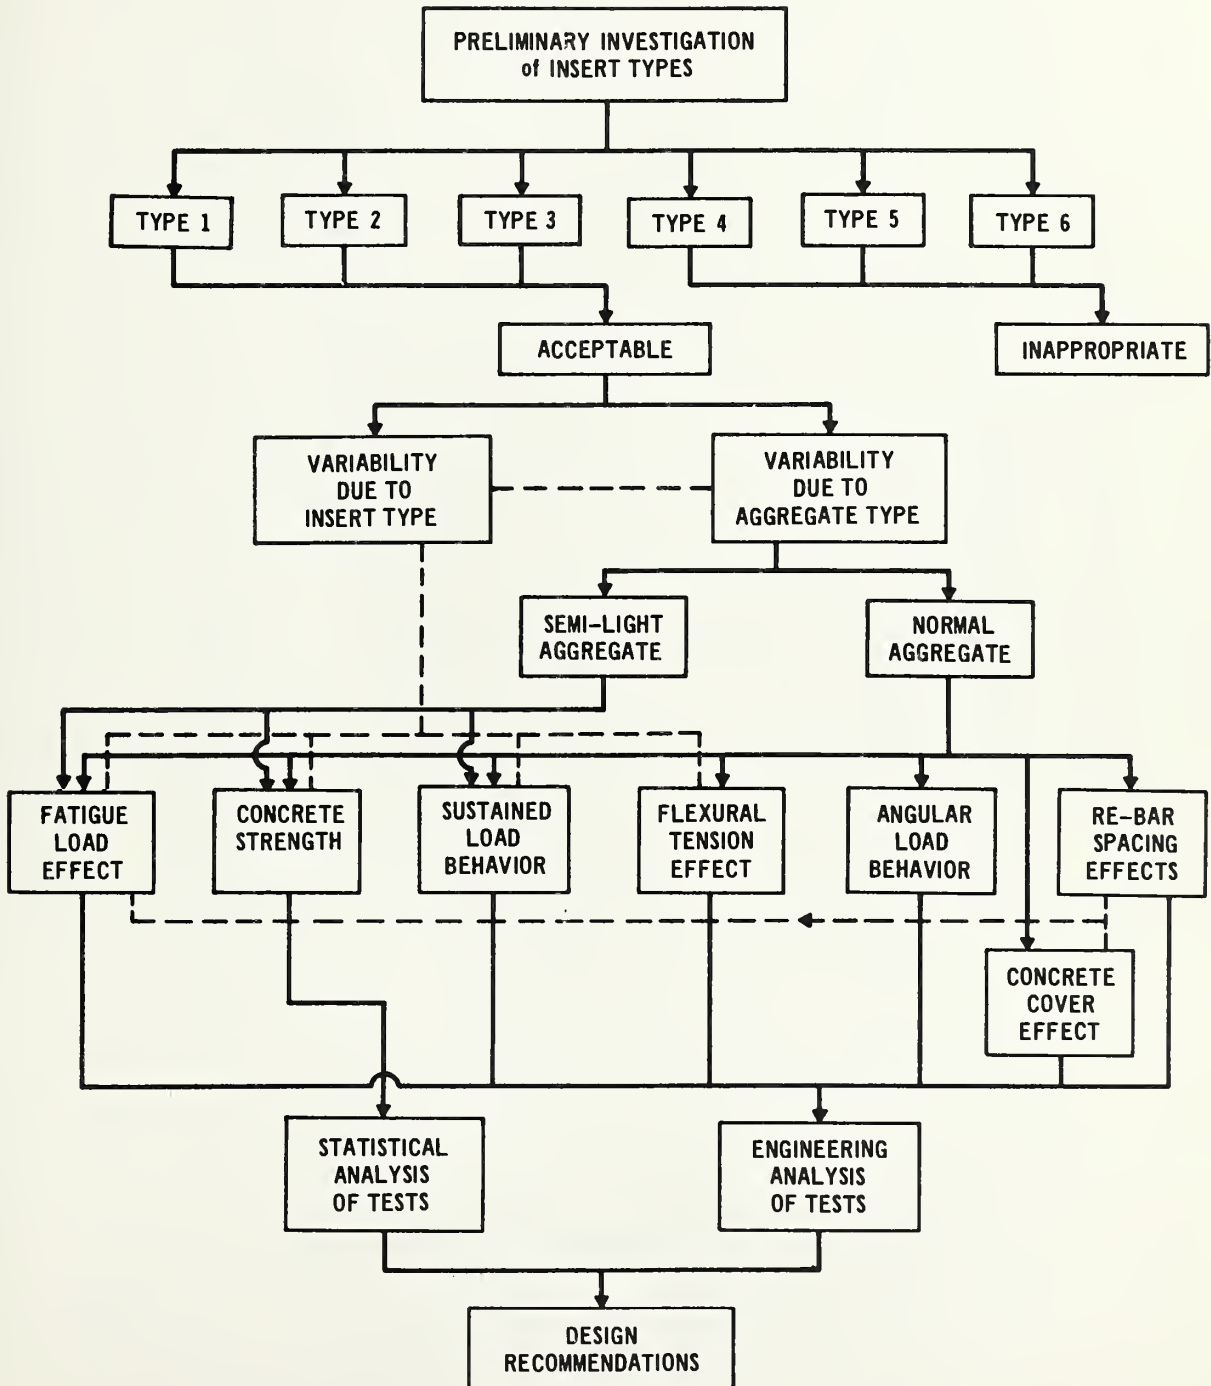 PRELIMINARY INVESTIGATION
of INSERT TYPES
TYPE 1
TYPE 2
TYPE 3
TYPE 4
TYPE 5
TYPE 6
ACCEPTABLE
INAPPROPRIATE
VARIABILITY
DUE TO
INSERT TYPE
VARIABILITY
DUE TO
AGGREGATE TYPE
SEMI-LIGHT
AGGREGATE
NORMAL
AGGREGATE
FATIGUE
LOAD
EFFECT
CONCRETE
STRENGTH
SUSTAINED
LOAD
BEHAVIOR
FLEXURAL
TENSION
EFFECT
ANGULAR
LOAD
BEHAVIOR
RE-BAR
SPACING
EFFECTS
CONCRETE
COVER
EFFECT
STATISTICAL
ANALYSIS
OF TESTS
ENGINEERING
ANALYSIS
OF TESTS
DESIGN
RECOMMENDATIONS